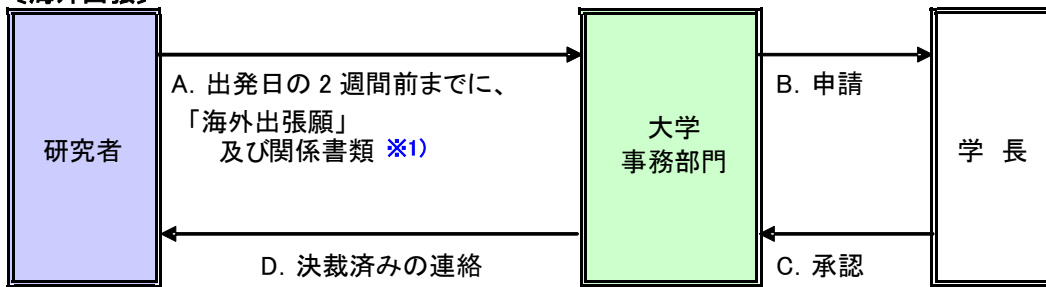 研究者
A. 出発日の 2 週間前までに、
「海外出張願」
及び関係書類 ※1)
D. 決裁済みの連絡
大学
事務部門
B. 申請
C. 承認
学 長